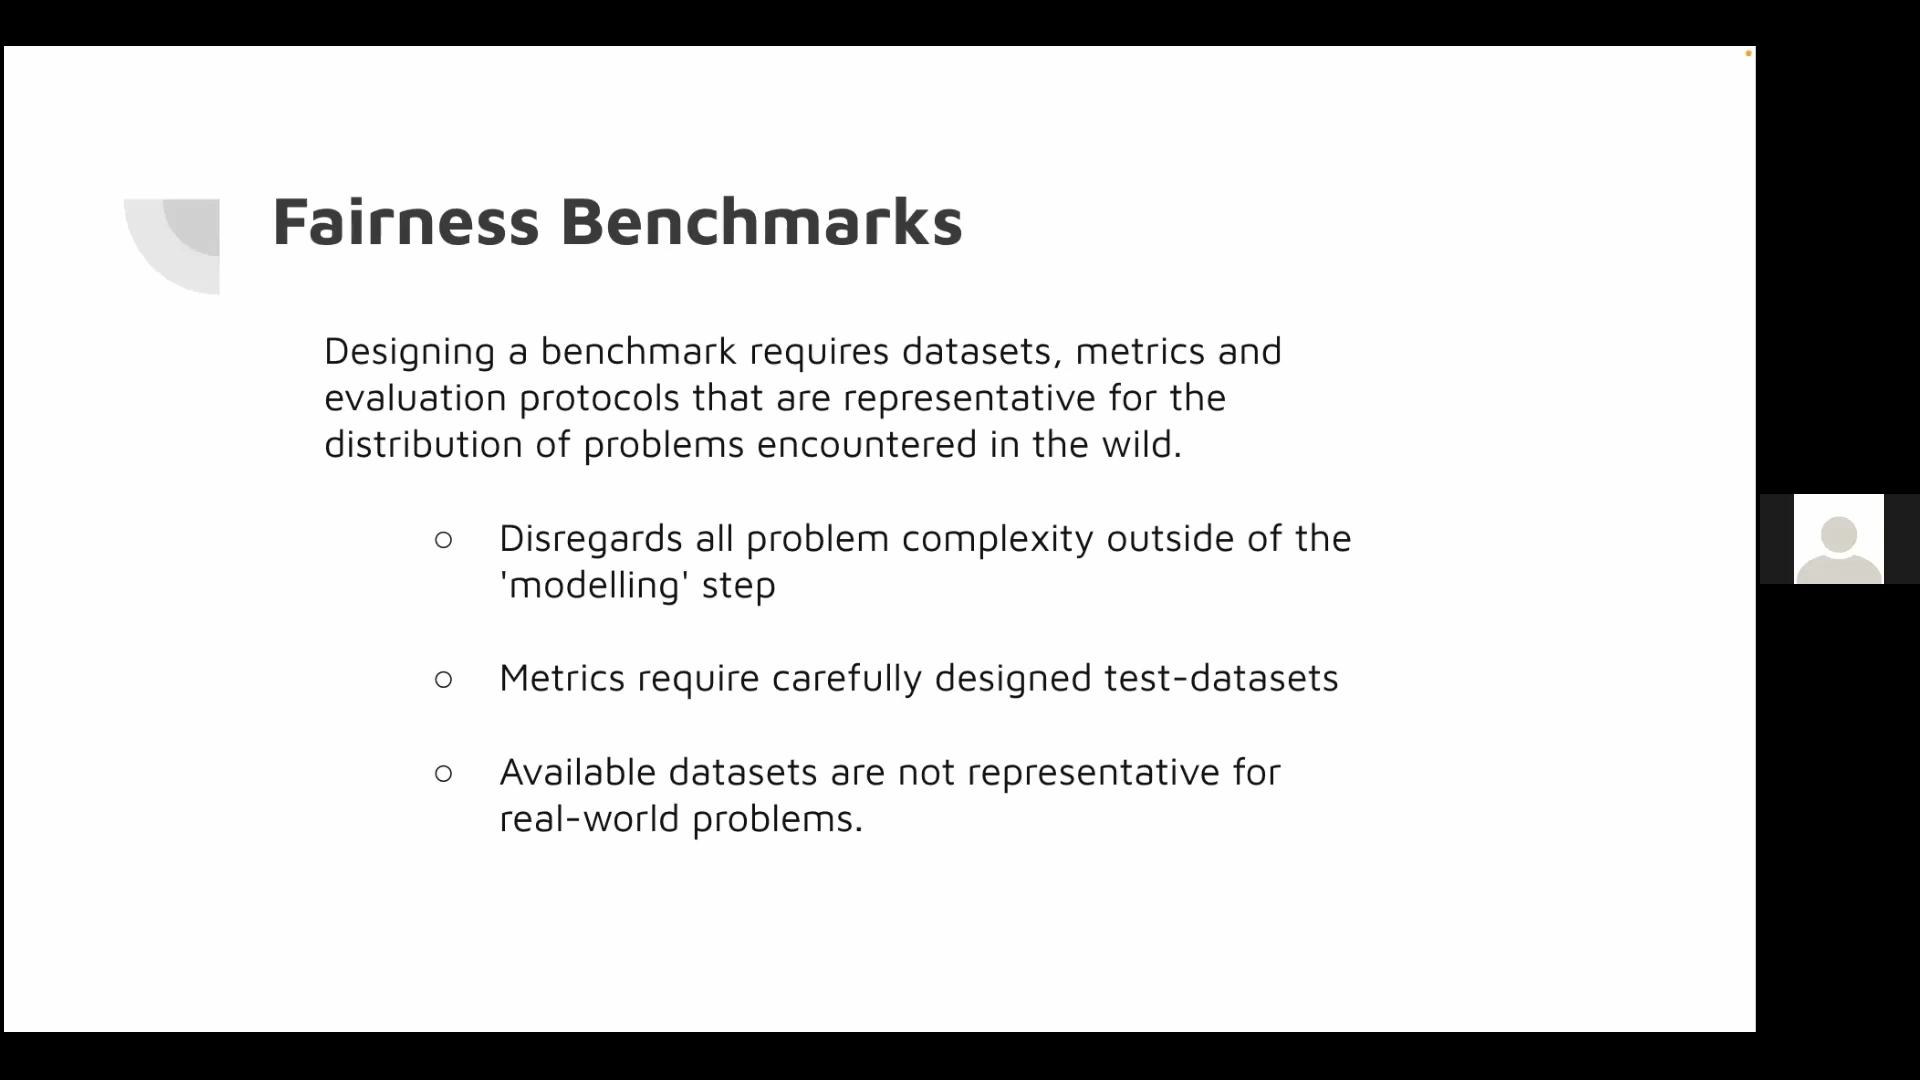 Fairness Benchmarks
Designing a benchmark requires datasets, metrics and
evaluation protocols that are representative for the
distribution of problems encountered in the wild.
○ Disregards all problem complexity outside of the
'modelling' step
○ Metrics require carefully designed test-datasets
○ Available datasets are not representative for
real-world problems.